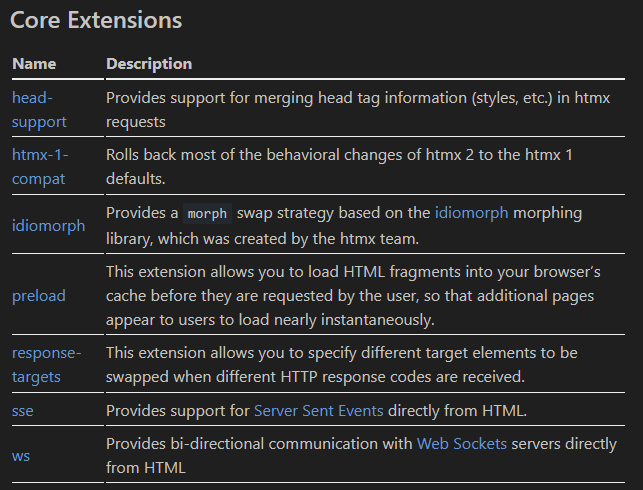 Core Extensions
Name Description
head- Provides support for merging head tag information (styles, etc.) in htmx
support requests
htmx-1- Rolls back most of the behavioral changes of htmx 2 to the htmx 1
compat defaults.
idiomorph Provides a morph swap strategy based on the idiomorph morphing
library, which was created by the htmx team.
This extension allows you to load HTML fragments into your browser’s
preload cache before they are requested by the user, so that additional pages
appear to users to load nearly instantaneously.
response- This extension allows you to specify different target elements to be
targets swapped when different HTTP response codes are received.
sse Provides support for Server Sent Events directly from HTML.
ws Provides bi-directional communication with Web Sockets servers directly
from HTML